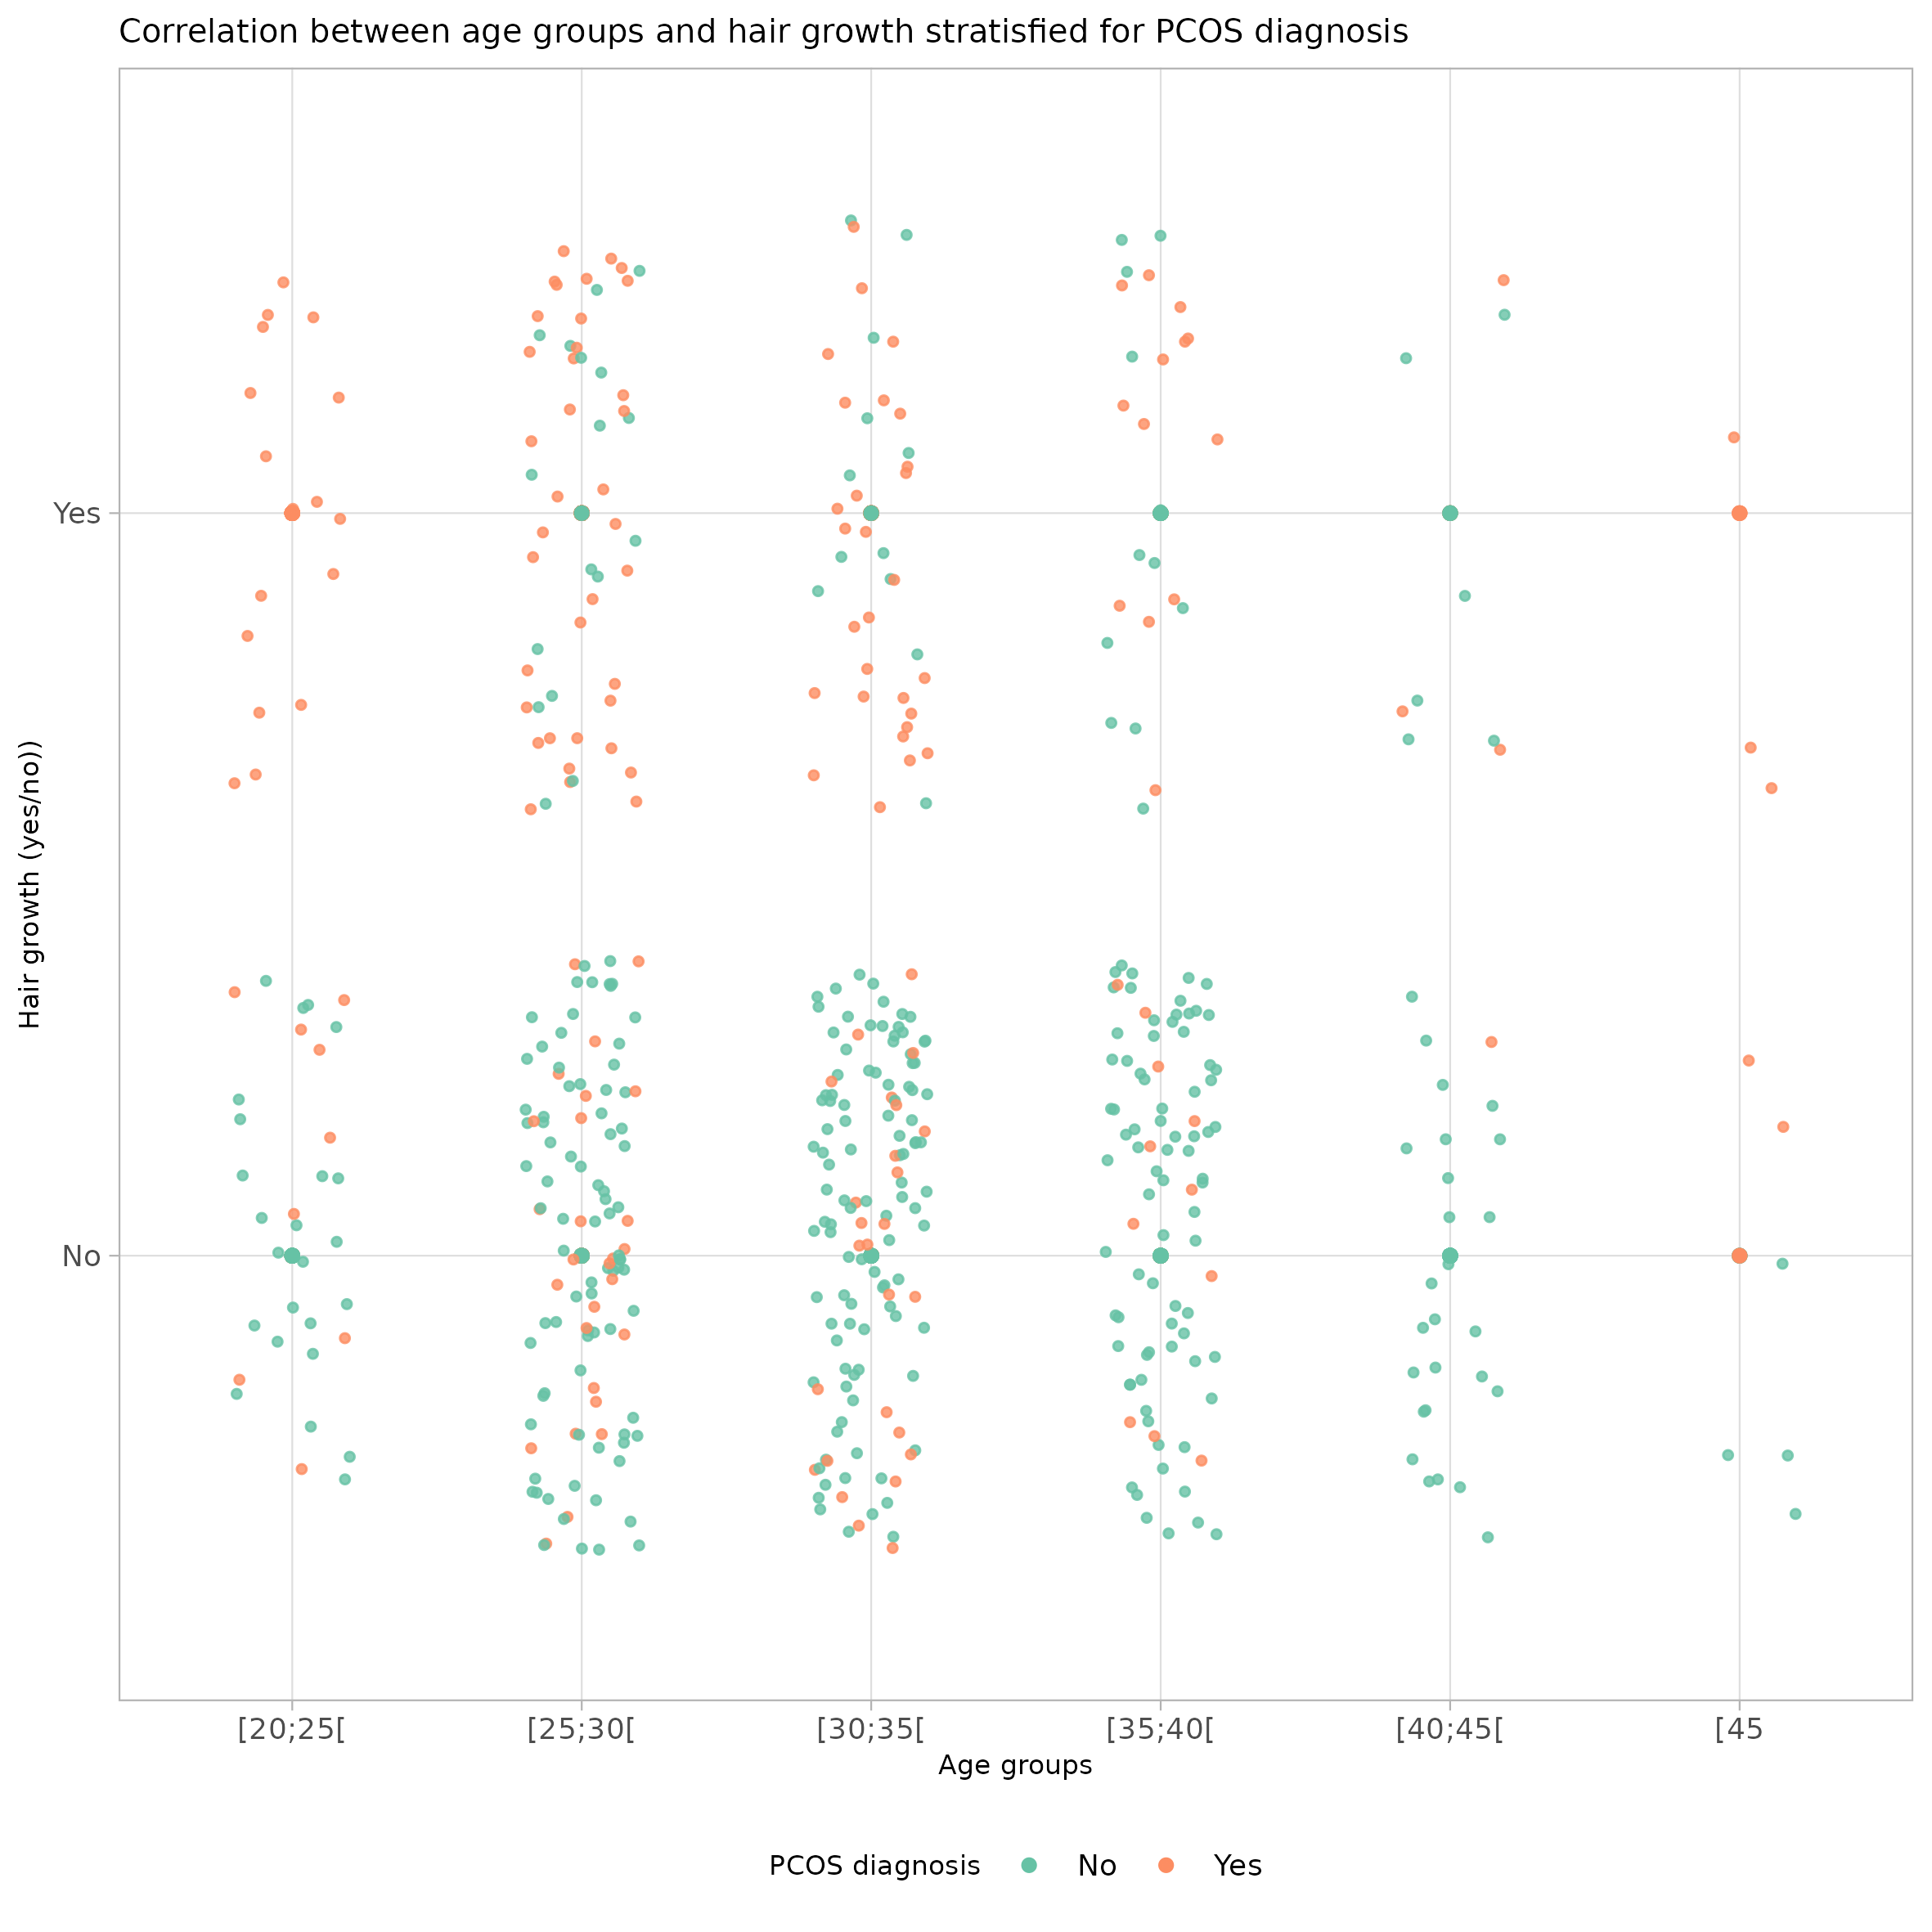 Correlation between age groups and hair growth stratisfied for PCOS diagnosis
Hair growth (yes/no))
Yes
No
[20;25[
[25;30[
[30;35[
[35;40[
[40;45[
[45
Age groups
PCOS diagnosis
No
Yes